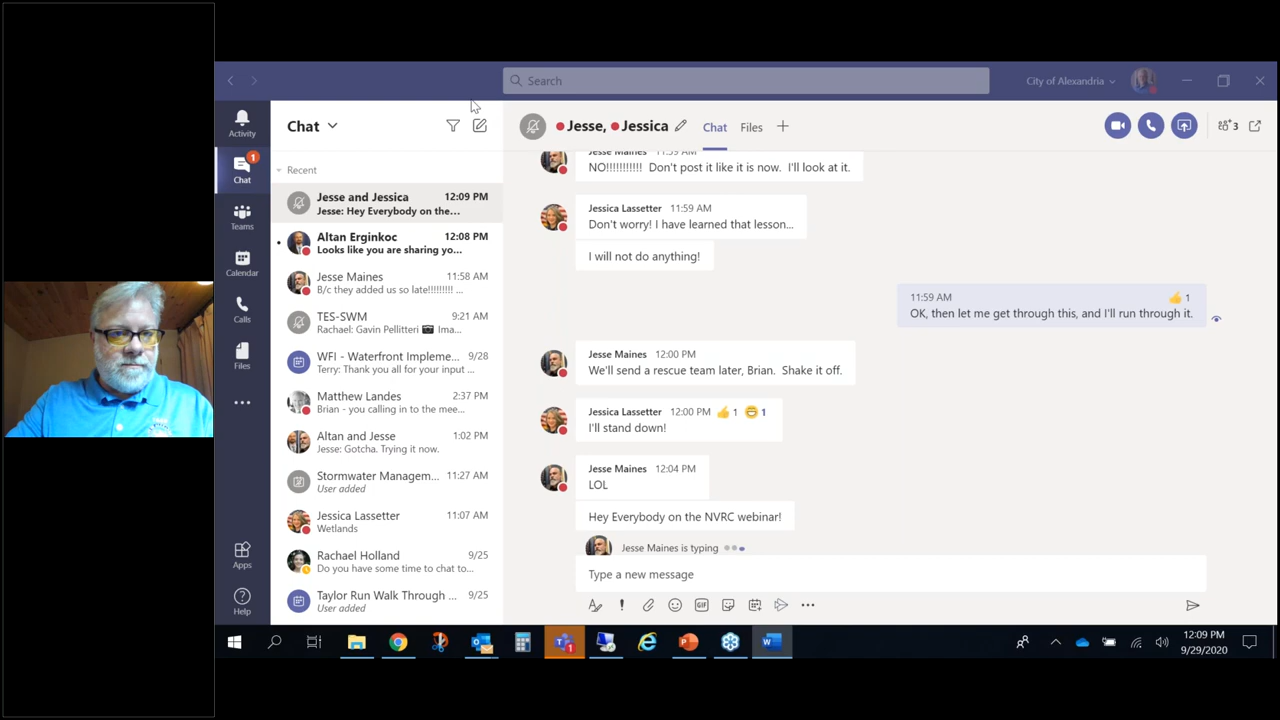 Search
City of Alexandria
Activity
Chat
1
Teams
Calendar
Calls
Files
Apps
Help
Chat
Recent
Jesse and Jessica 12:09 PM
Jesse: Hey Everybody on the...
Altan Erginkoc 12:08 PM
Looks like you are sharing yo...
Jesse Maines 11:58 AM
B/c they added us so late!!!!!!!!! ...
TES-SWM 9:21 AM
Rachael: Gavin Pellitteri 📷 Ima...
WFI - Waterfront Impleme... 9/28
Terry: Thank you all for your input ...
Matthew Landes 2:37 PM
Brian - you calling in to the mee...
Altan and Jesse 1:02 PM
Jesse: Gotcha. Trying it now.
Stormwater Managem... 11:27 AM
User added
Jessica Lassetter 11:07 AM
Wetlands
Rachael Holland 9/25
Do you have some time to chat to...
Taylor Run Walk Through ... 9/25
User added
Jesse, Jessica Chat Files
3
Jesse Maines 11:59 AM
NO!!!!!!!!!!! Don't post it like it is now. I'll look at it.
Jessica Lassetter 11:59 AM
Don't worry! I have learned that lesson...
I will not do anything!
11:59 AM 👍 1
OK, then let me get through this, and I'll run through it.
Jesse Maines 12:00 PM
We'll send a rescue team later, Brian. Shake it off.
Jessica Lassetter 12:00 PM 👍 1 😁 1
I'll stand down!
Jesse Maines 12:04 PM
LOL
Hey Everybody on the NVRC webinar!
Jesse Maines is typing
Type a new message
GIF
1
12:09 PM
9/29/2020